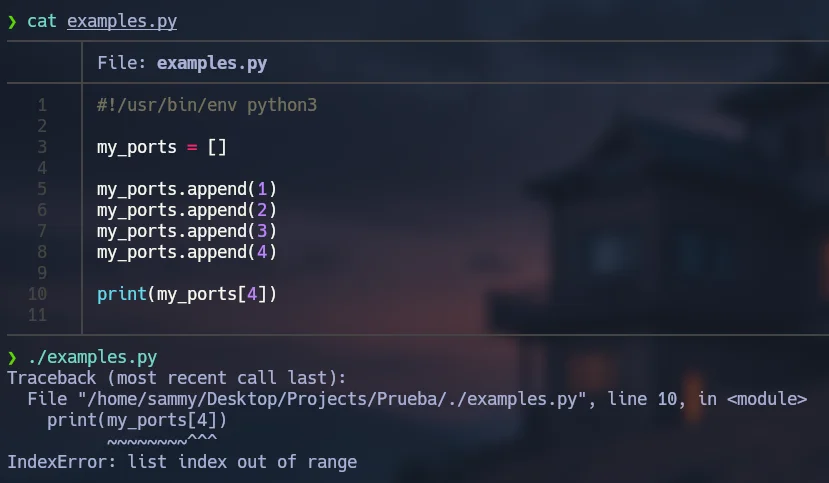 ❯ cat examples.py
File: examples.py
1 #!/usr/bin/env python3
2
3 my_ports = []
4
5 my_ports.append(1)
6 my_ports.append(2)
7 my_ports.append(3)
8 my_ports.append(4)
9
10 print(my_ports[4])
11
❯ ./examples.py
Traceback (most recent call last):
  File "/home/sammy/Desktop/Projects/Prueba/./examples.py", line 10, in <module>
    print(my_ports[4])
          ~~~~~~~~^^^
IndexError: list index out of range